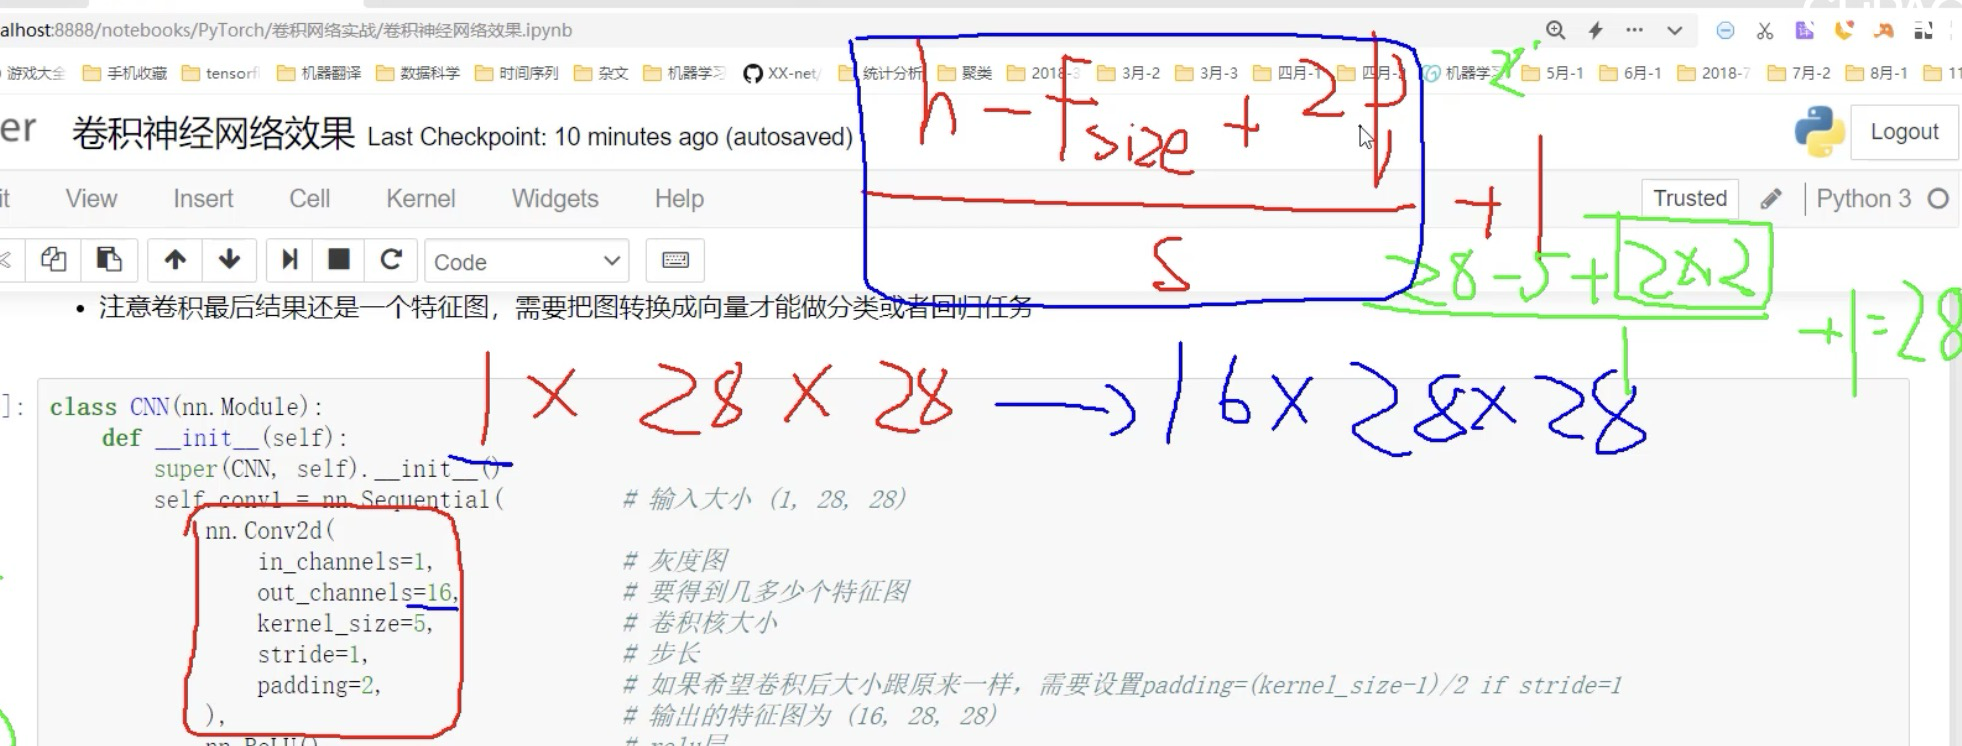 alhost:8888/notebooks/PyTorch/卷积网络实战/卷积神经网络效果.ipynb
游戏大全 手机收藏 tensorfl 机器翻译 数据科学 时间序列 杂文 机器学习 XX-net/ 统计分析 聚类 2018-3 3月-2 3月-3 四月-1 四月-2 机器学习 5月-1 6月-1 2018-7 7月-2 8月-1 11
h - Fsize + 2P
er 卷积神经网络效果 Last Checkpoint: 10 minutes ago (autosaved) Logout
it View Insert Cell Kernel Widgets Help + 1 Trusted Python 3
Code S 28-5+2×2
+1=28
1
• 注意卷积最后结果还是一个特征图，需要把图转换成向量才能做分类或者回归任务
1 × 28 × 28 → 16×28×28
]: class CNN(nn.Module):
def __init__(self):
super(CNN, self).__init__()
self.conv1 = nn.Sequential( # 输入大小 (1, 28, 28)
nn.Conv2d(
in_channels=1, # 灰度图
out_channels=16, # 要得到几多少个特征图
kernel_size=5, # 卷积核大小
stride=1, # 步长
padding=2, # 如果希望卷积后大小跟原来一样，需要设置padding=(kernel_size-1)/2 if stride=1
), # 输出的特征图为 (16, 28, 28)
nn.ReLU() # relu层